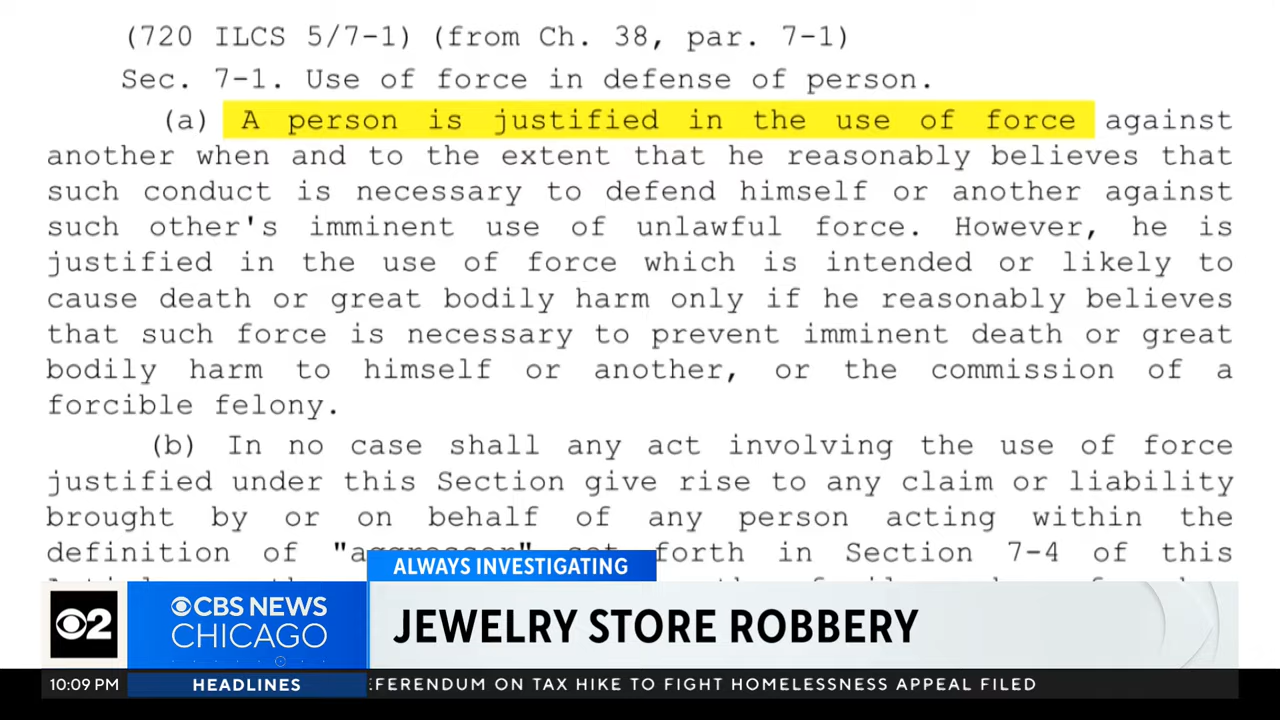 (720 ILCS 5/7-1) (from Ch. 38, par. 7-1)
Sec. 7-1. Use of force in defense of person.
(a) A person is justified in the use of force against
another when and to the extent that he reasonably believes that
such conduct is necessary to defend himself or another against
such other's imminent use of unlawful force. However, he is
justified in the use of force which is intended or likely to
cause death or great bodily harm only if he reasonably believes
that such force is necessary to prevent imminent death or great
bodily harm to himself or another, or the commission of a
forcible felony.
(b) In no case shall any act involving the use of force
justified under this Section give rise to any claim or liability
brought by or on behalf of any person acting within the
definition of "aggressor" set forth in Section 7-4 of this
ALWAYS INVESTIGATING
2
CBS NEWS
CHICAGO
JEWELRY STORE ROBBERY
10:09 PM
HEADLINES
FERENDUM ON TAX HIKE TO FIGHT HOMELESSNESS APPEAL FILED